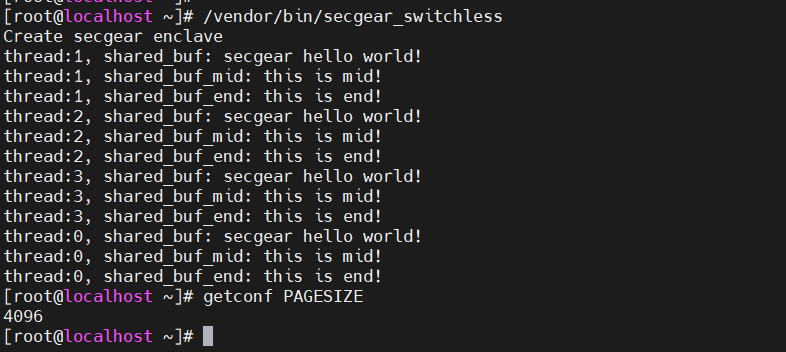 [root@localhost ~]# /vendor/bin/secgear_switchless
Create secgear enclave
thread:1, shared_buf: secgear hello world!
thread:1, shared_buf_mid: this is mid!
thread:1, shared_buf_end: this is end!
thread:2, shared_buf: secgear hello world!
thread:2, shared_buf_mid: this is mid!
thread:2, shared_buf_end: this is end!
thread:3, shared_buf: secgear hello world!
thread:3, shared_buf_mid: this is mid!
thread:3, shared_buf_end: this is end!
thread:0, shared_buf: secgear hello world!
thread:0, shared_buf_mid: this is mid!
thread:0, shared_buf_end: this is end!
[root@localhost ~]# getconf PAGESIZE
4096
[root@localhost ~]#